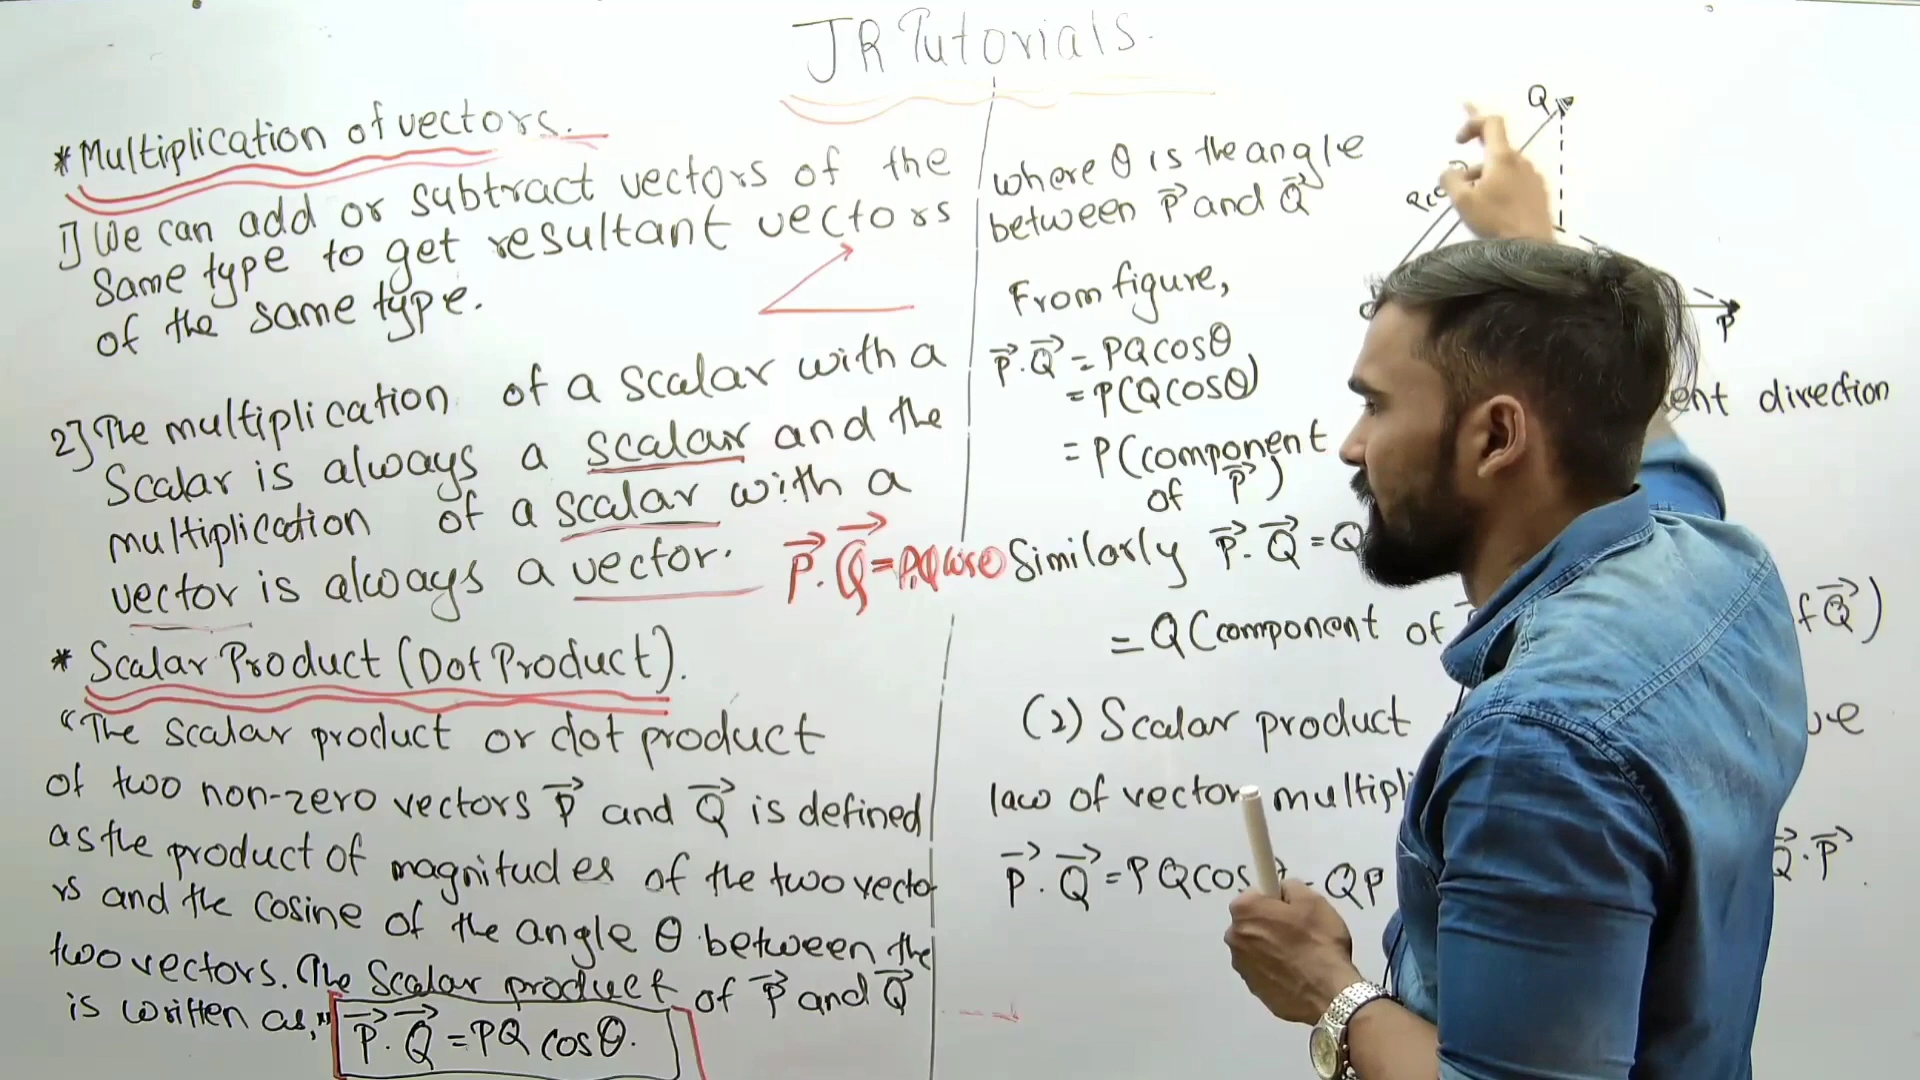 JR Tutorials.
*Multiplication of vectors.
1] We can add or subtract vectors of the
Same type to get resultant vectors
of the same type.
2] The multiplication of a scalar with a
Scalar is always a scalar and the
multiplication of a scalar with a
vector is always a vector.
P⃗.Q⃗=PQcosθ
* Scalar Product (Dot Product).
“The scalar product or dot product
of two non-zero vectors P⃗ and Q⃗ is defined
as the product of magnitudes of the two vecto
rs and the cosine of the angle θ between the
two vectors. The Scalar product of P⃗ and Q⃗
is written as,”
P⃗.Q⃗ = PQ cosθ.
where θ is the angle
between P⃗ and Q⃗
From figure,
P⃗.Q⃗ = PQcosθ
= P(Qcosθ)
= P(component
of P⃗)
Similarly P⃗.Q⃗ = Q
= Q(component of
f Q⃗)
(2) Scalar product
law of vector multipli
P⃗.Q⃗ = PQcos
QP
Q⃗.P⃗.
Q
P
ent direction